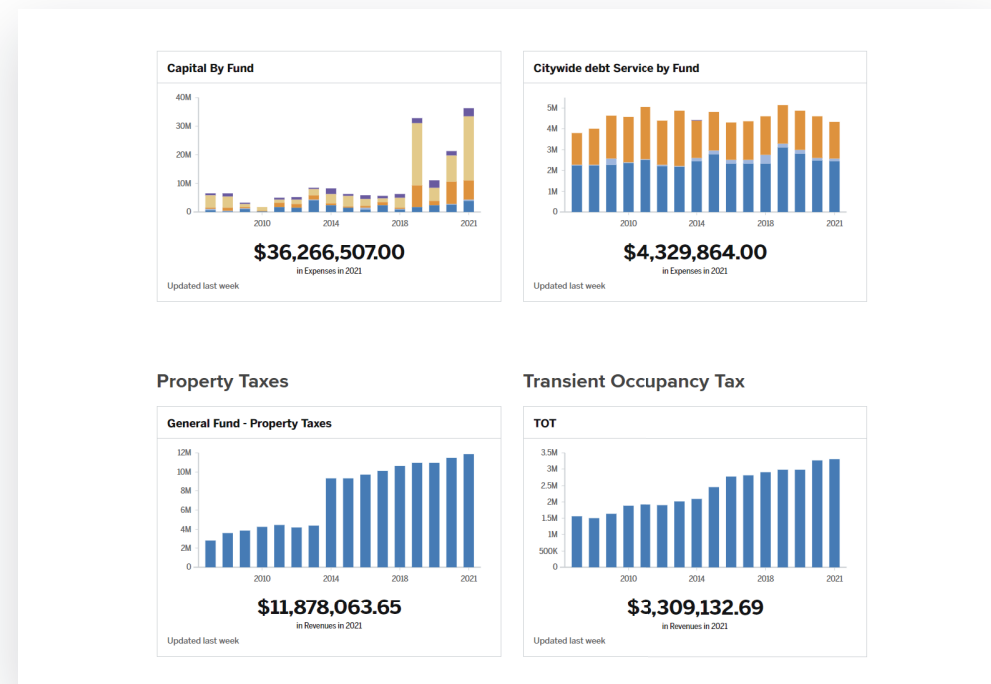 Capital By Fund
40M
30M
20M
10M
0
2010 2014 2018 2021
$36,266,507.00
in Expenses in 2021
Updated last week
Citywide debt Service by Fund
5M
4M
3M
2M
1M
0
2010 2014 2018 2021
$4,329,864.00
in Expenses in 2021
Updated last week
Property Taxes
General Fund - Property Taxes
12M
10M
8M
6M
4M
2M
0
2010 2014 2018 2021
$11,878,063.65
in Revenues in 2021
Updated last week
Transient Occupancy Tax
TOT
3.5M
3M
2.5M
2M
1.5M
1M
500K
0
2010 2014 2018 2021
$3,309,132.69
in Revenues in 2021
Updated last week